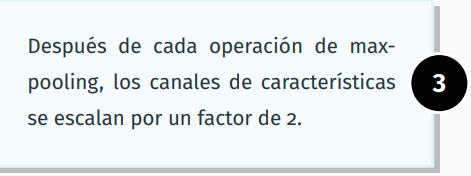 Después de cada operación de max-
pooling, los canales de características
se escalan por un factor de 2.
3